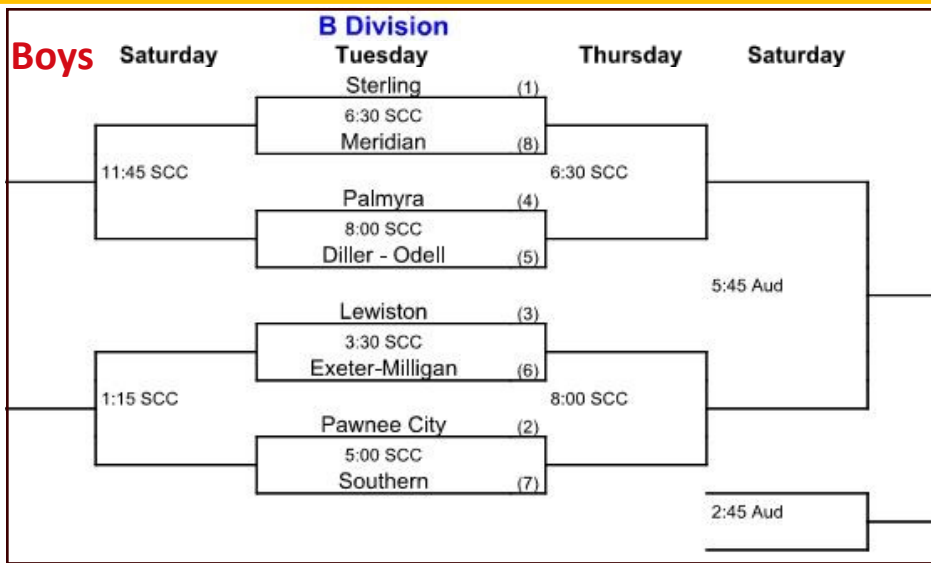 B Division
Boys Saturday Tuesday Thursday Saturday
Sterling (1)
6:30 SCC
Meridian (8)
11:45 SCC 6:30 SCC
Palmyra (4)
8:00 SCC
Diller - Odell (5)
5:45 Aud
Lewiston (3)
3:30 SCC
Exeter-Milligan (6)
1:15 SCC 8:00 SCC
Pawnee City (2)
5:00 SCC
Southern (7)
2:45 Aud